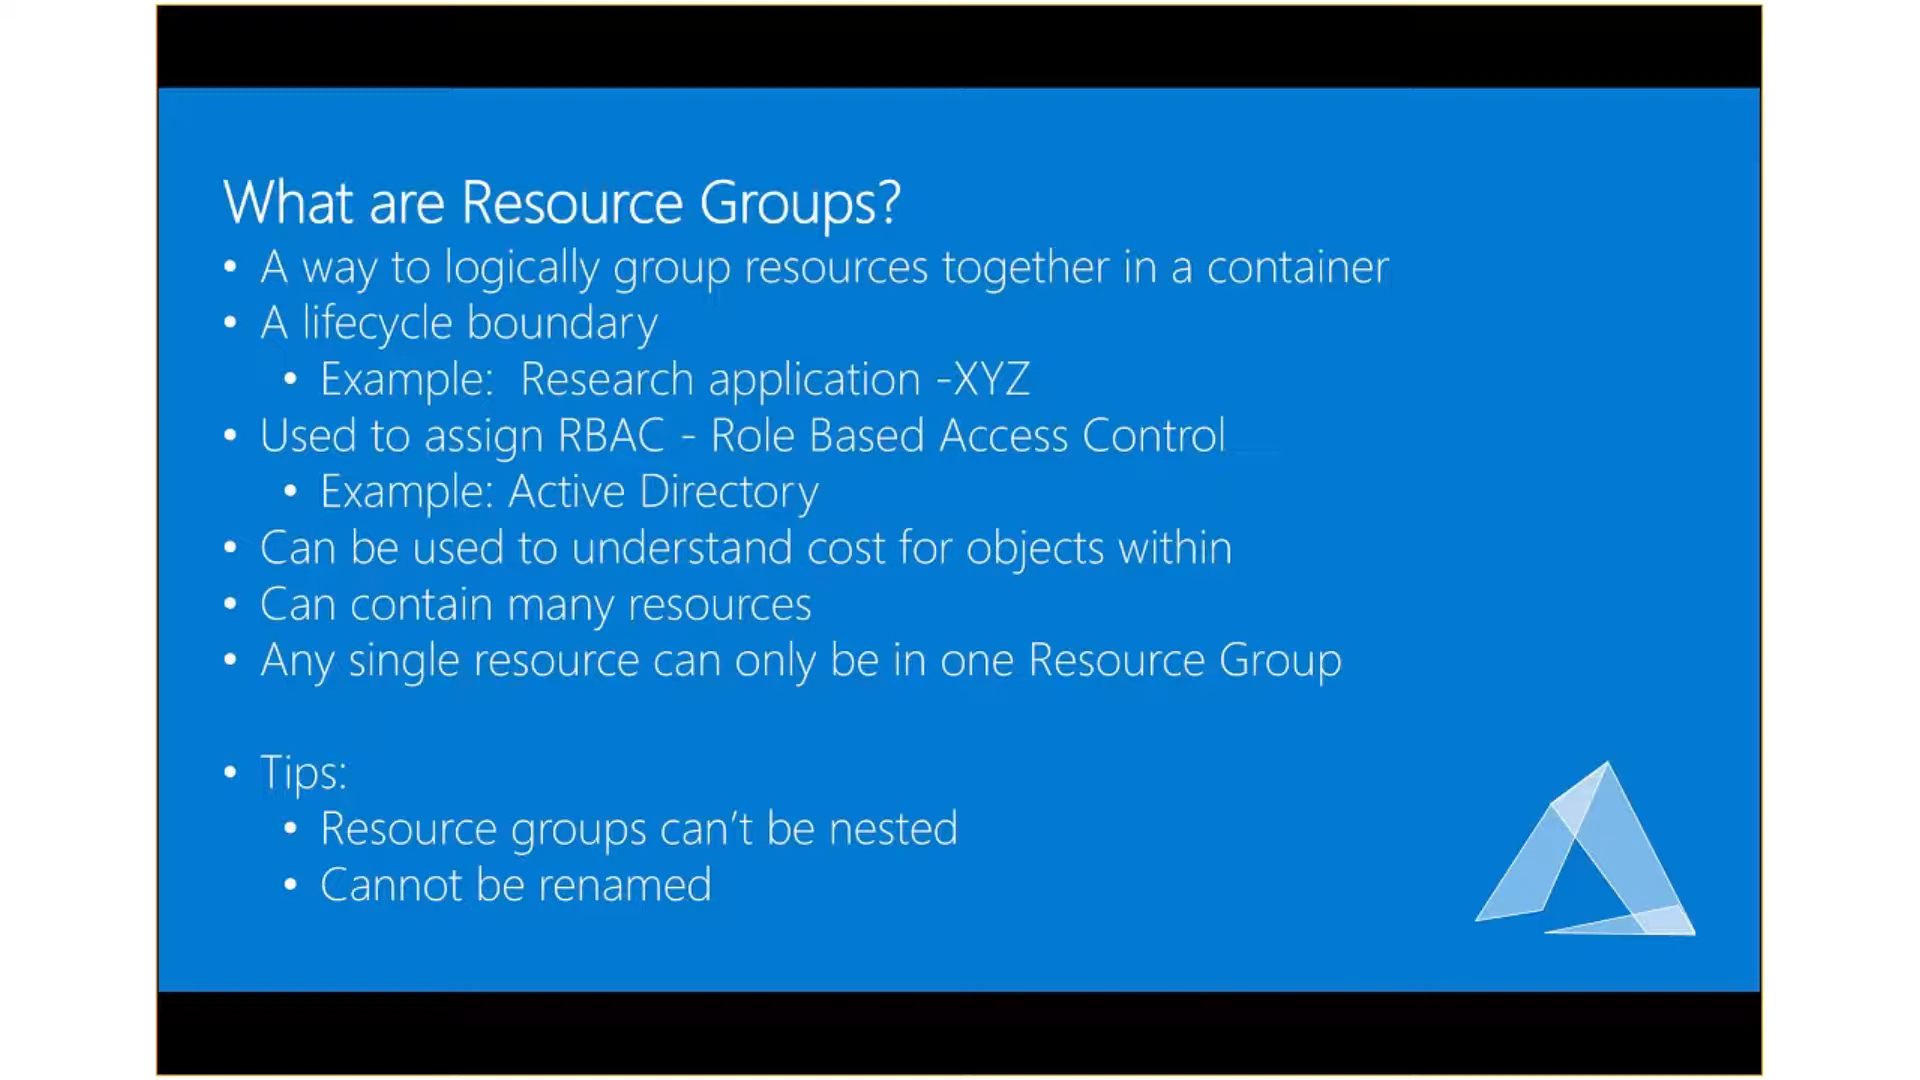 What are Resource Groups?
• A way to logically group resources together in a container
• A lifecycle boundary
• Example:  Research application -XYZ
• Used to assign RBAC - Role Based Access Control
• Example: Active Directory
• Can be used to understand cost for objects within
• Can contain many resources
• Any single resource can only be in one Resource Group
• Tips:
• Resource groups can’t be nested
• Cannot be renamed